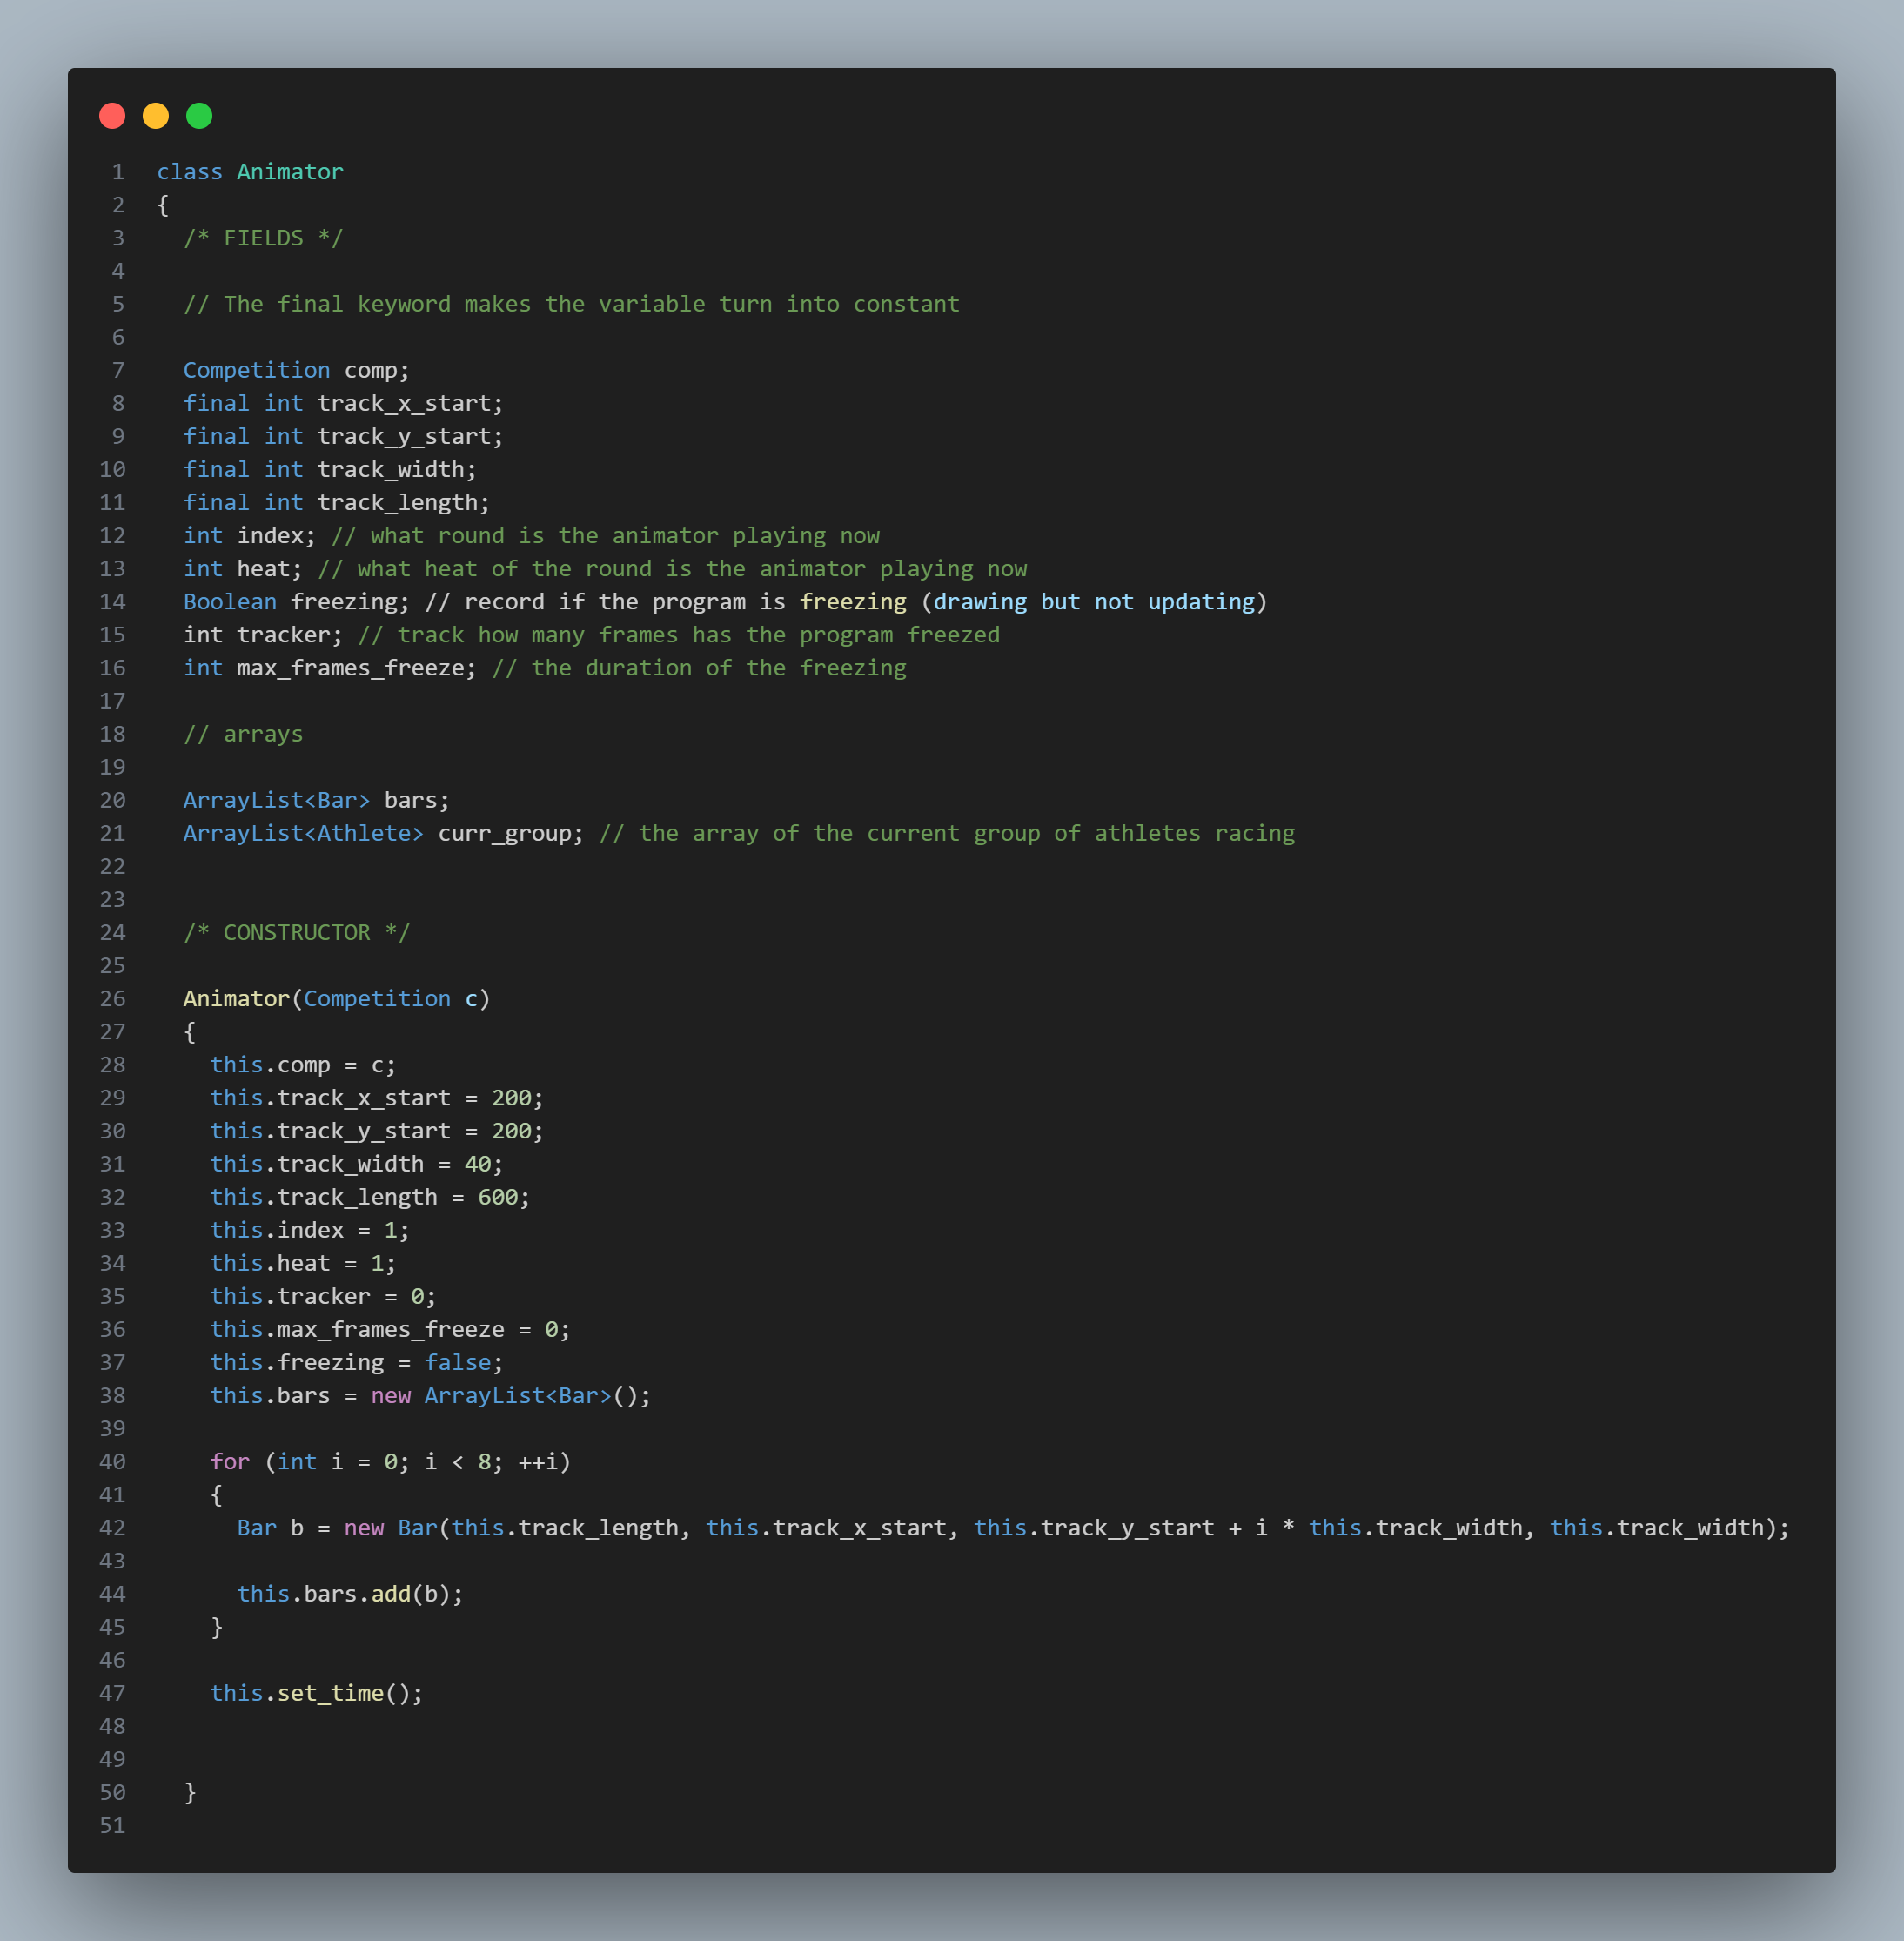 1 class Animator
2 {
3   /* FIELDS */
4
5   // The final keyword makes the variable turn into constant
6
7   Competition comp;
8   final int track_x_start;
9   final int track_y_start;
10   final int track_width;
11   final int track_length;
12   int index; // what round is the animator playing now
13   int heat; // what heat of the round is the animator playing now
14   Boolean freezing; // record if the program is freezing (drawing but not updating)
15   int tracker; // track how many frames has the program freezed
16   int max_frames_freeze; // the duration of the freezing
17
18   // arrays
19
20   ArrayList<Bar> bars;
21   ArrayList<Athlete> curr_group; // the array of the current group of athletes racing
22
23
24   /* CONSTRUCTOR */
25
26   Animator(Competition c)
27   {
28     this.comp = c;
29     this.track_x_start = 200;
30     this.track_y_start = 200;
31     this.track_width = 40;
32     this.track_length = 600;
33     this.index = 1;
34     this.heat = 1;
35     this.tracker = 0;
36     this.max_frames_freeze = 0;
37     this.freezing = false;
38     this.bars = new ArrayList<Bar>();
39
40     for (int i = 0; i < 8; ++i)
41     {
42       Bar b = new Bar(this.track_length, this.track_x_start, this.track_y_start + i * this.track_width, this.track_width);
43
44       this.bars.add(b);
45     }
46
47     this.set_time();
48
49
50   }
51